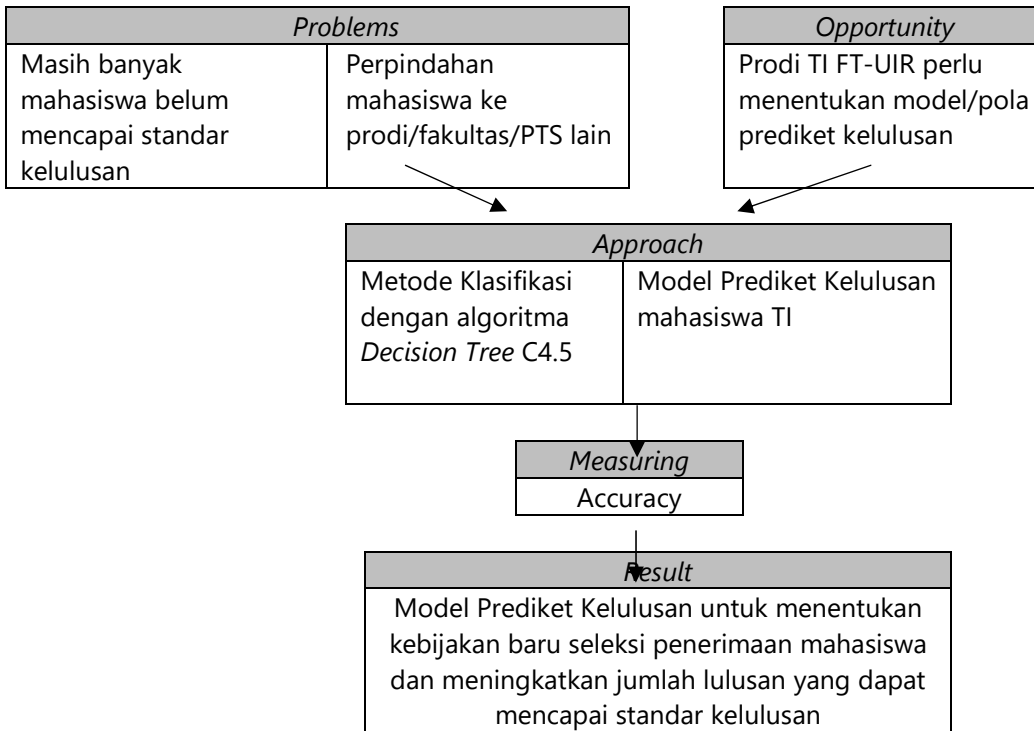 Problems
Masih banyak
mahasiswa belum
mencapai standar
kelulusan
Perpindahan
mahasiswa ke
prodi/fakultas/PTS lain
Opportunity
Prodi TI FT-UIR perlu
menentukan model/pola
prediket kelulusan
Approach
Metode Klasifikasi
dengan algoritma
Decision Tree C4.5
Model Prediket Kelulusan
mahasiswa TI
Measuring
Accuracy
Result
Model Prediket Kelulusan untuk menentukan
kebijakan baru seleksi penerimaan mahasiswa
dan meningkatkan jumlah lulusan yang dapat
mencapai standar kelulusan